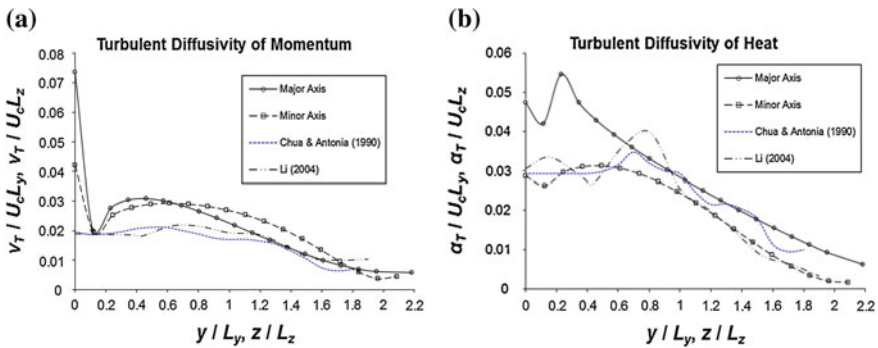 (a)
Turbulent Diffusivity of Momentum
ν_T / U_cL_y, ν_T / U_cL_z
0.08
0.07
0.06
0.05
0.04
0.03
0.02
0.01
0
Major Axis
Minor Axis
Chua & Antonia (1990)
Li (2004)
0 0.2 0.4 0.6 0.8 1 1.2 1.4 1.6 1.8 2 2.2
y / L_y, z / L_z
(b)
Turbulent Diffusivity of Heat
α_T / U_cL_y, α_T / U_cL_z
0.06
0.05
0.04
0.03
0.02
0.01
0
Major Axis
Minor Axis
Chua & Antonia (1990)
Li (2004)
0 0.2 0.4 0.6 0.8 1.0 1.2 1.4 1.6 1.8 2 2.2
y / L_y, z / L_z